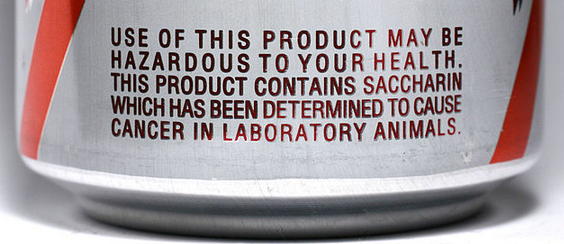 USE OF THIS PRODUCT MAY BE
HAZARDOUS TO YOUR HEALTH.
THIS PRODUCT CONTAINS SACCHARIN
WHICH HAS BEEN DETERMINED TO CAUSE
CANCER IN LABORATORY ANIMALS.